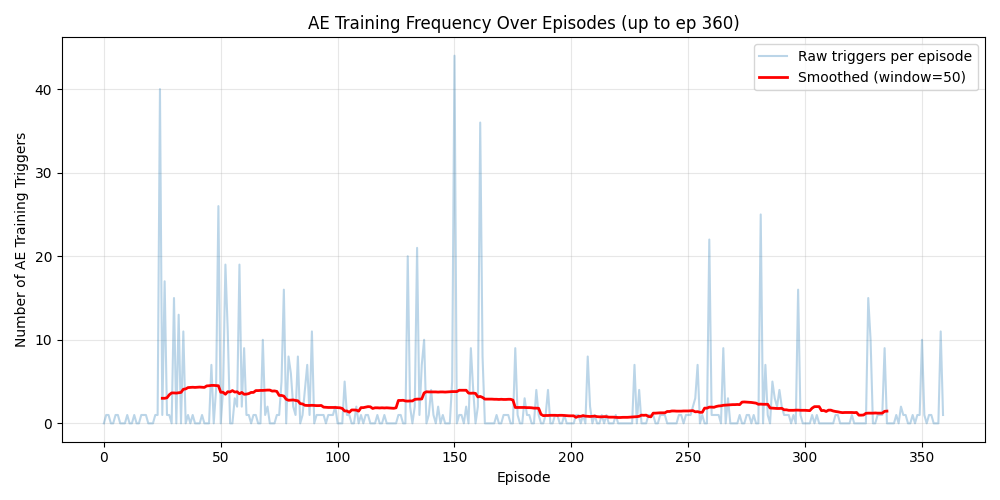 AE Training Frequency Over Episodes (up to ep 360)
Raw triggers per episode
Smoothed (window=50)
Number of AE Training Triggers
40
30
20
10
0
0 50 100 150 200 250 300 350
Episode